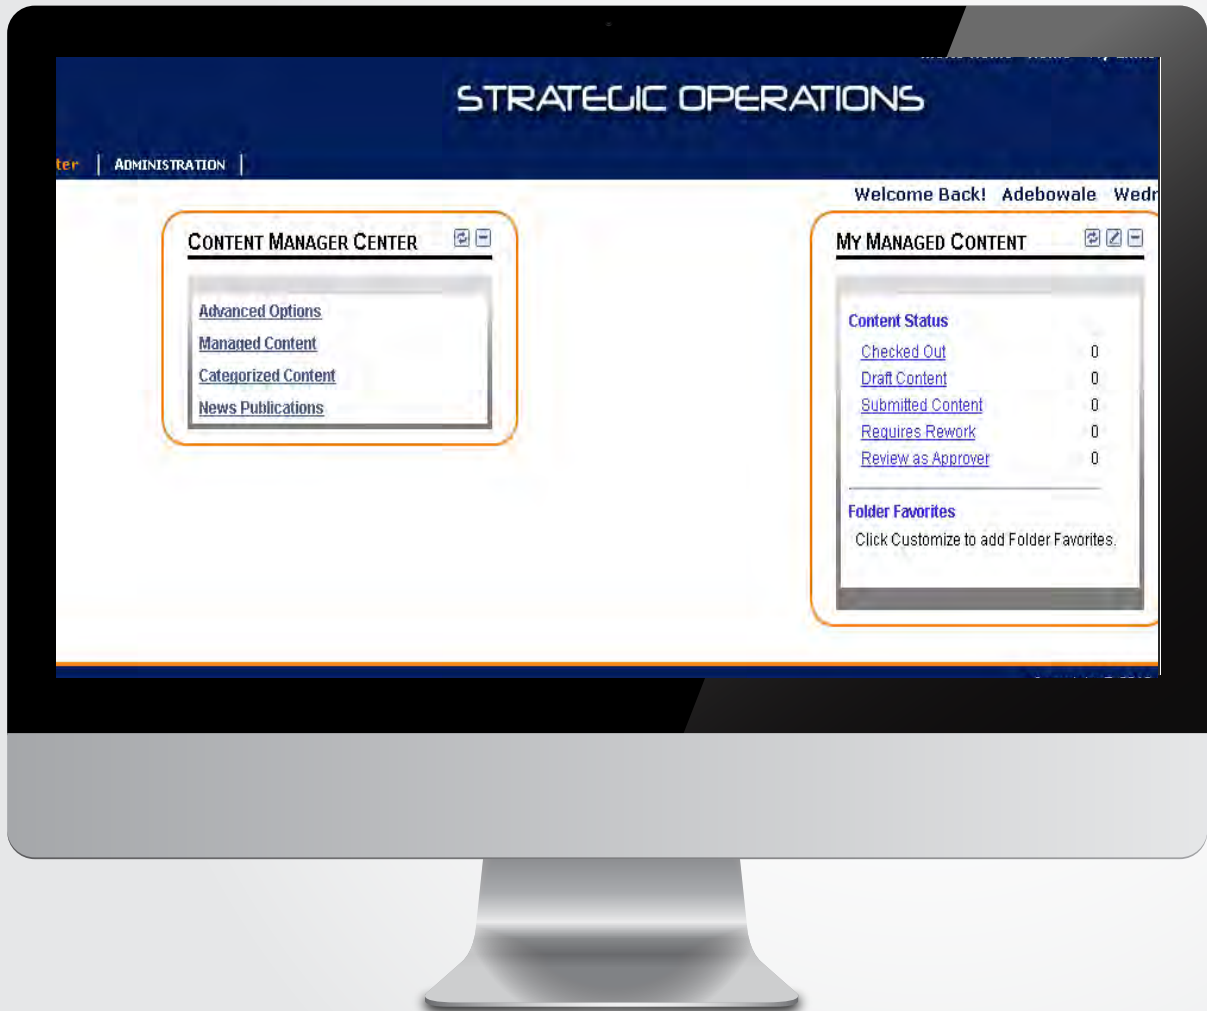 STRATEGIC OPERATIONS
ter | ADMINISTRATION |
Welcome Back! Adebowale Wedn
CONTENT MANAGER CENTER
Advanced Options
Managed Content
Categorized Content
News Publications
MY MANAGED CONTENT
Content Status
Checked Out 0
Draft Content 0
Submitted Content 0
Requires Rework 0
Review as Approver 0
Folder Favorites
Click Customize to add Folder Favorites.